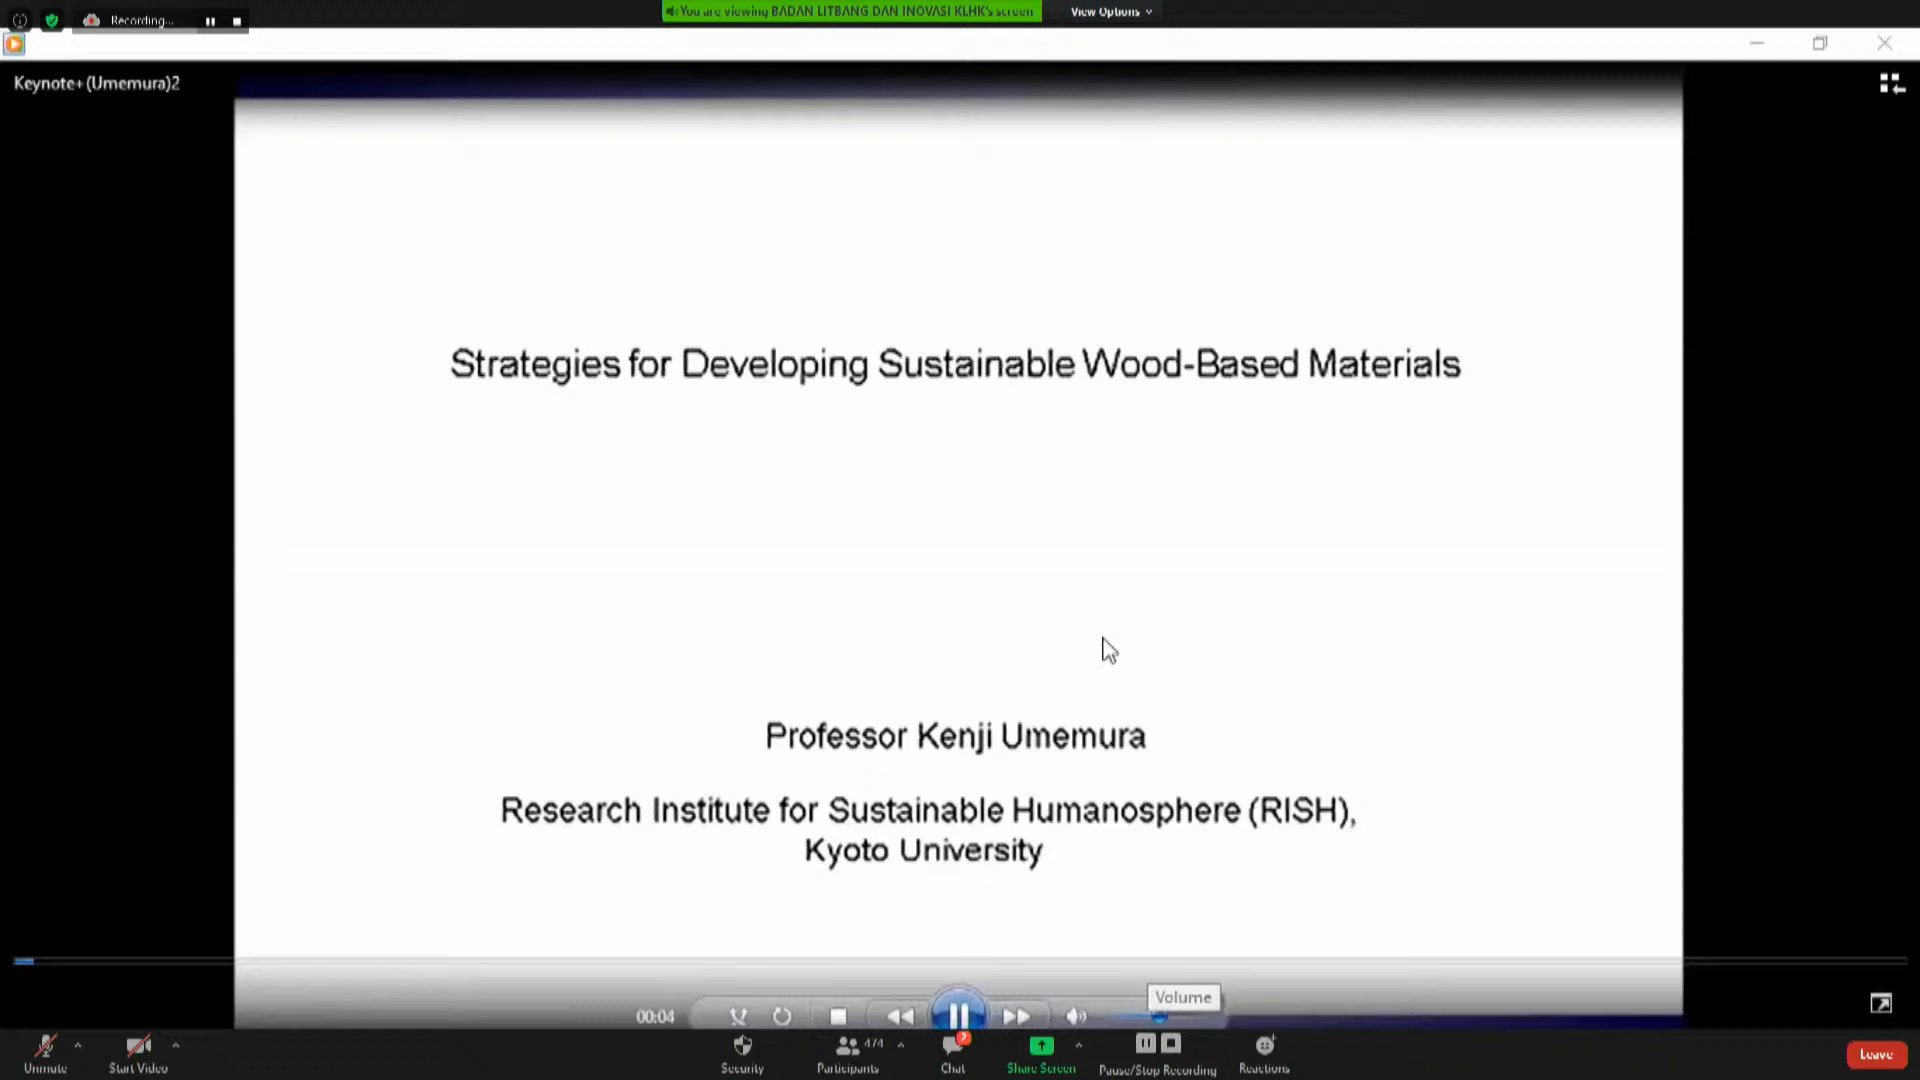 Recording...
You are viewing BADAN LITBANG DAN INOVASI KLHK's screen
View Options
Keynote+(Umemura)2
Strategies for Developing Sustainable Wood-Based Materials
Professor Kenji Umemura
Research Institute for Sustainable Humanosphere (RISH),
Kyoto University
Volume
00:04
474
Unmute
Start Video
Security
Participants
Chat
Share Screen
Pause/Stop Recording
Reactions
Leave